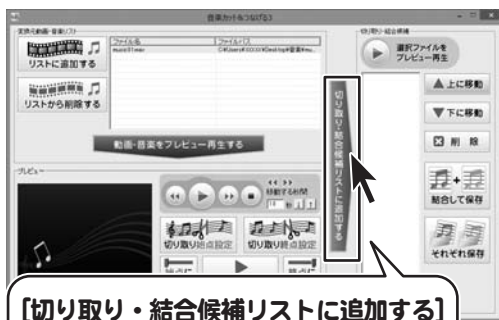 音楽カット&つなげる3
変換元動画・音楽リスト
リストに追加する
リストから削除する
ファイル名
ファイルパス
music01.wav
動画・音楽をプレビュー再生する
切り取り・結合候補リストに追加する
切り取り・結合候補
選択ファイルを
プレビュー再生
上に移動
下に移動
削 除
結合して保存
それぞれ保存
プレビュー
移動する秒間
10 秒
切り取り始点設定
切り取り終点設定
[切り取り・結合候補リストに追加する]